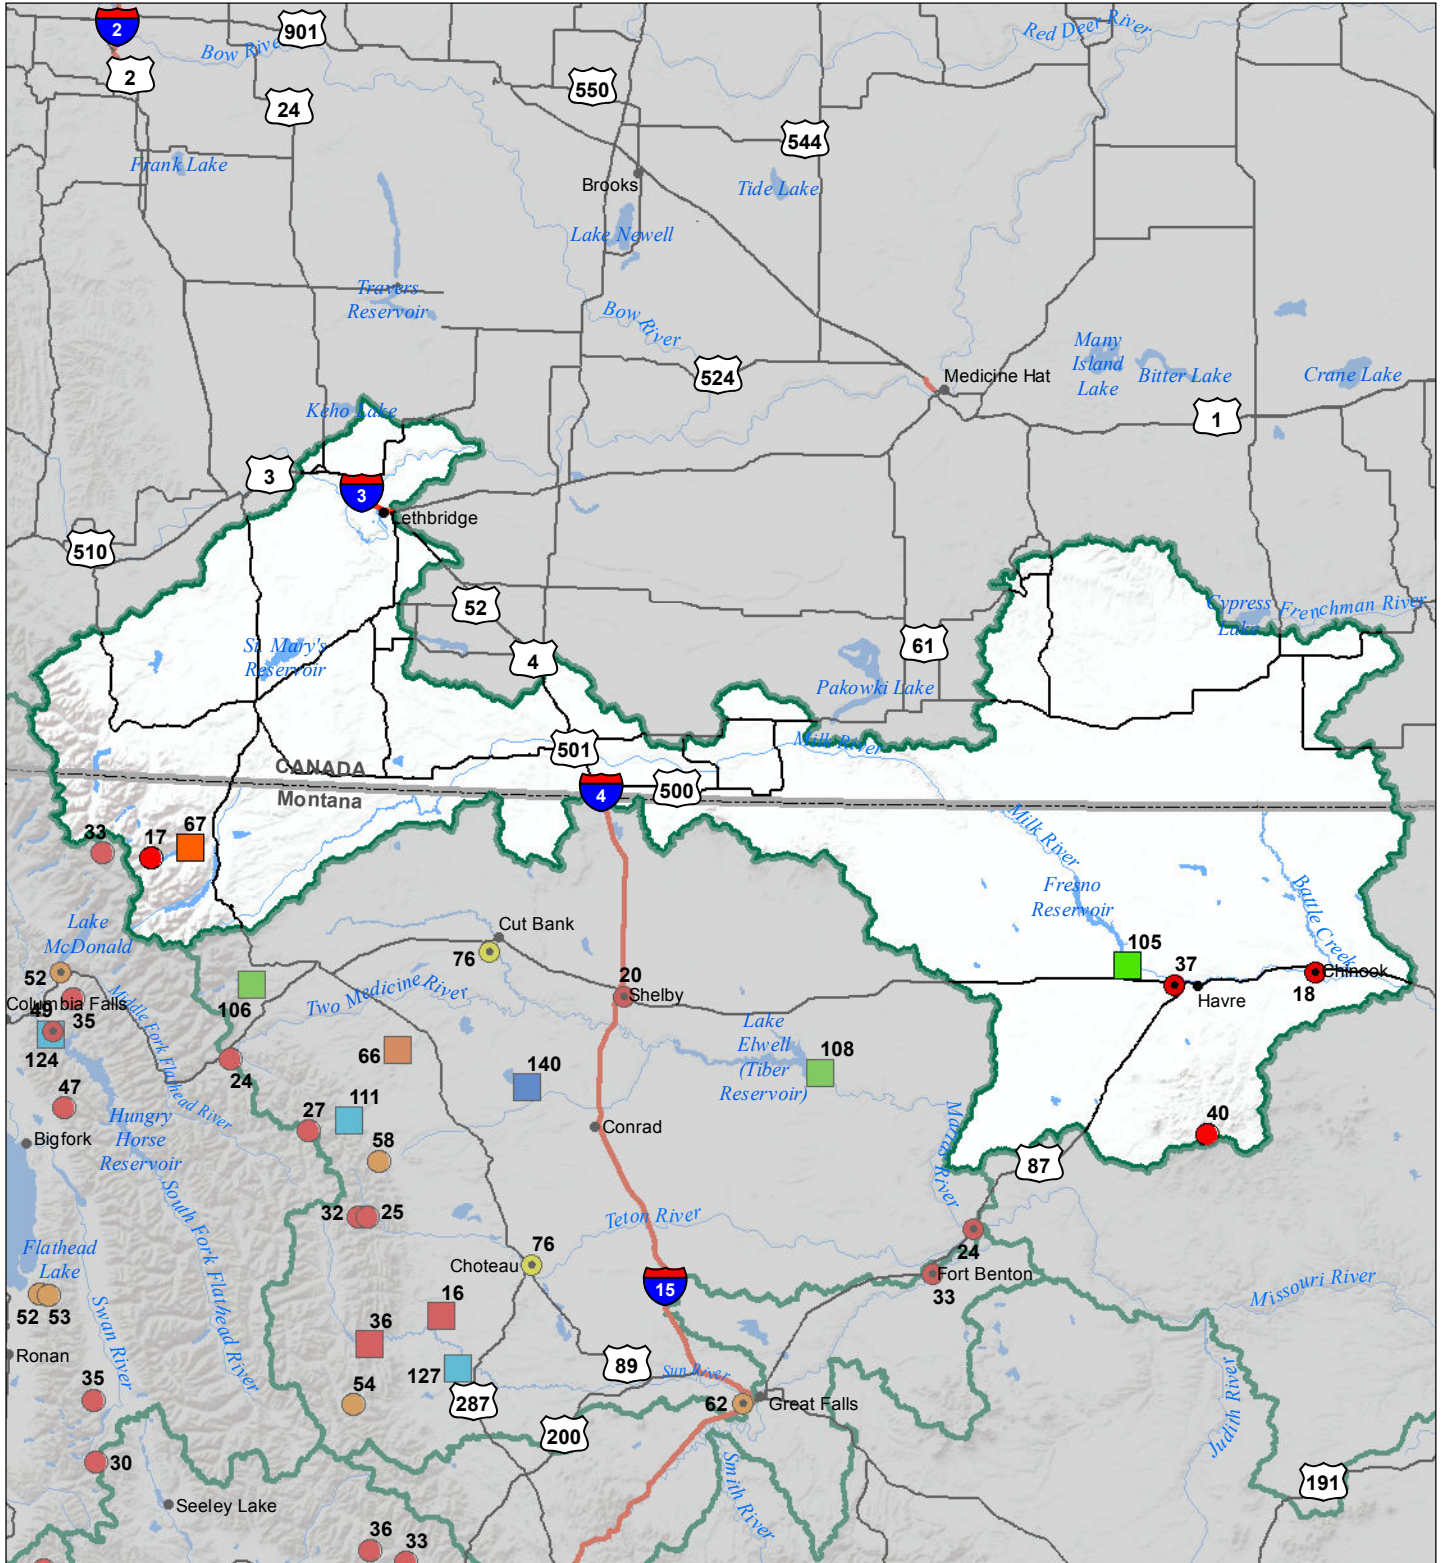 2
901
Bow River
Red Deer River
2
550
24
544
Frank Lake
Brooks
Tide Lake
Lake Newell
Travers
Reservoir
Bow River
Many
Island
Lake
524
Medicine Hat
Bitter Lake
Crane Lake
Keho Lake
1
3
3
Lethbridge
510
52
Cypress
Lake
Frenchman River
St. Mary's
Reservoir
4
61
Pakowki Lake
501
Milk River
CANADA
Montana
4
500
33
17
67
Milk River
Fresno
Reservoir
Battle Creek
Lake
McDonald
Cut Bank
76
105
37
52
Chinook
18
Havre
Columbia Falls
49
35
124
106
Middle Fork Flathead River
Two Medicine River
20
Shelby
Lake
Elwell
(Tiber
Reservoir)
108
66
140
24
47
111
27
Hungry
Horse
Reservoir
Bigfork
58
Conrad
Marias River
40
87
South Fork Flathead River
32
25
Teton River
24
Flathead
Lake
Choteau
76
Fort Benton
33
15
Missouri River
52
53
Swan River
16
36
Ronan
127
89
Sun River
35
54
287
62
Great Falls
200
Judith River
30
Smith River
191
Seeley Lake
36
33